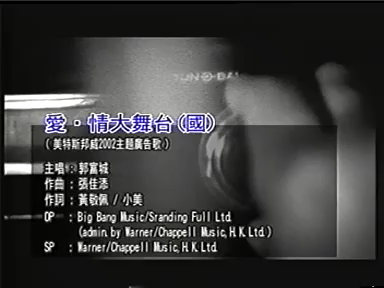 愛·情大舞台(國)
(美特斯邦威2002主題廣告歌)
主唱:郭富城
作曲:張佳添
作詞:黃敬佩 / 小美
OP :Big Bang Music/Sranding Full Ltd.
(admin. by Warner/Chappell Music, H.K. Ltd.)
SP :Warner/Chappell Music, H.K. Ltd.